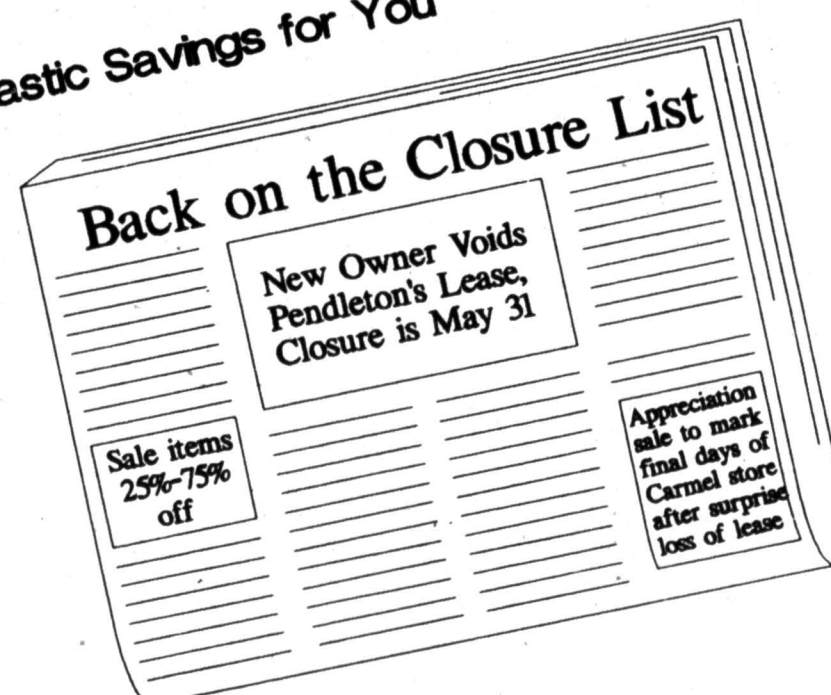 Savings for You
Back on the Closure List
New Owner Voids
Pendleton's Lease,
Closure is May 31
Sale items
25%-75%
off
Appreciation
sale to mark
final days of
Carmel store
after surprise
loss of lease